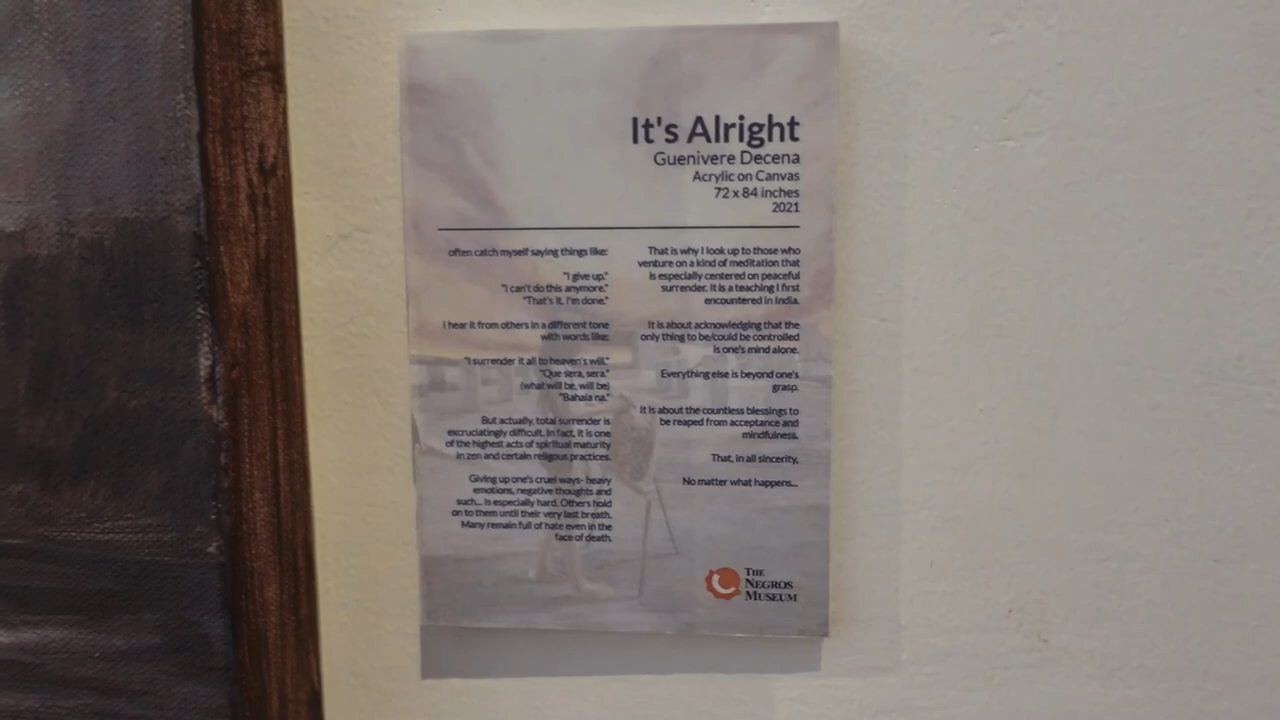 It's Alright
Guenivere Decena
Acrylic on Canvas
72 x 84 inches
2021
often catch myself saying things like:
"I give up."
"I can't do this anymore."
"That's it. I'm done."
I hear it from others in a different tone
with words like:
"I surrender it all to heaven's will."
"Que sera, sera."
(what will be, will be)
"Bahala na."
But actually, total surrender is
excruciatingly difficult. In fact, it is one
of the highest acts of spiritual maturity
in zen and certain religous practices.
Giving up one's cruel ways- heavy
emotions, negative thoughts and
such... is especially hard. Others hold
on to them until their very last breath.
Many remain full of hate even in the
face of death.
That is why I look up to those who
venture on a kind of meditation that
is especially centered on peaceful
surrender. It is a teaching I first
encountered in India.
It is about acknowledging that the
only thing to be/could be controlled
is one's mind alone.
Everything else is beyond one's
grasp.
It is about the countless blessings to
be reaped from acceptance and
mindfulness.
That, in all sincerity,
No matter what happens...
THE
NEGROS
MUSEUM